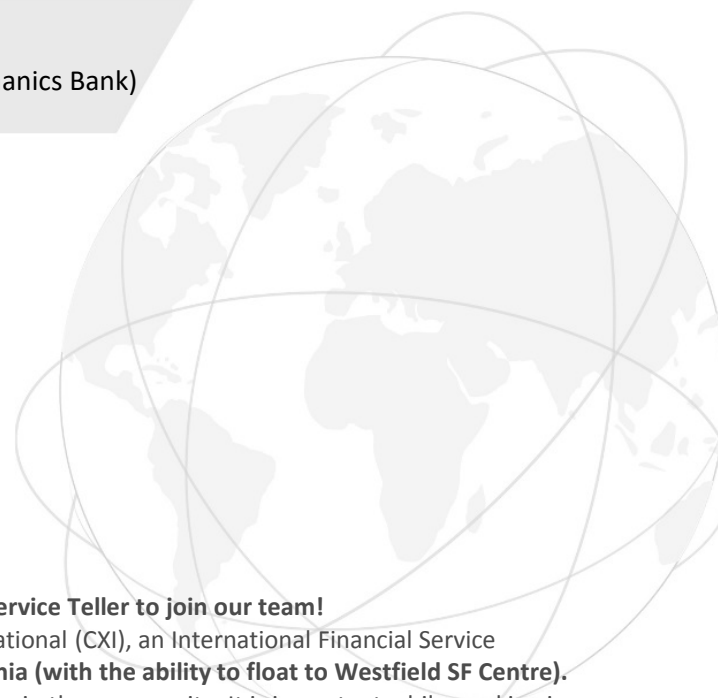 anics Bank)
ervice Teller to join our team!
ational (CXI), an International Financial Service
nia (with the ability to float to Westfield SF Centre).